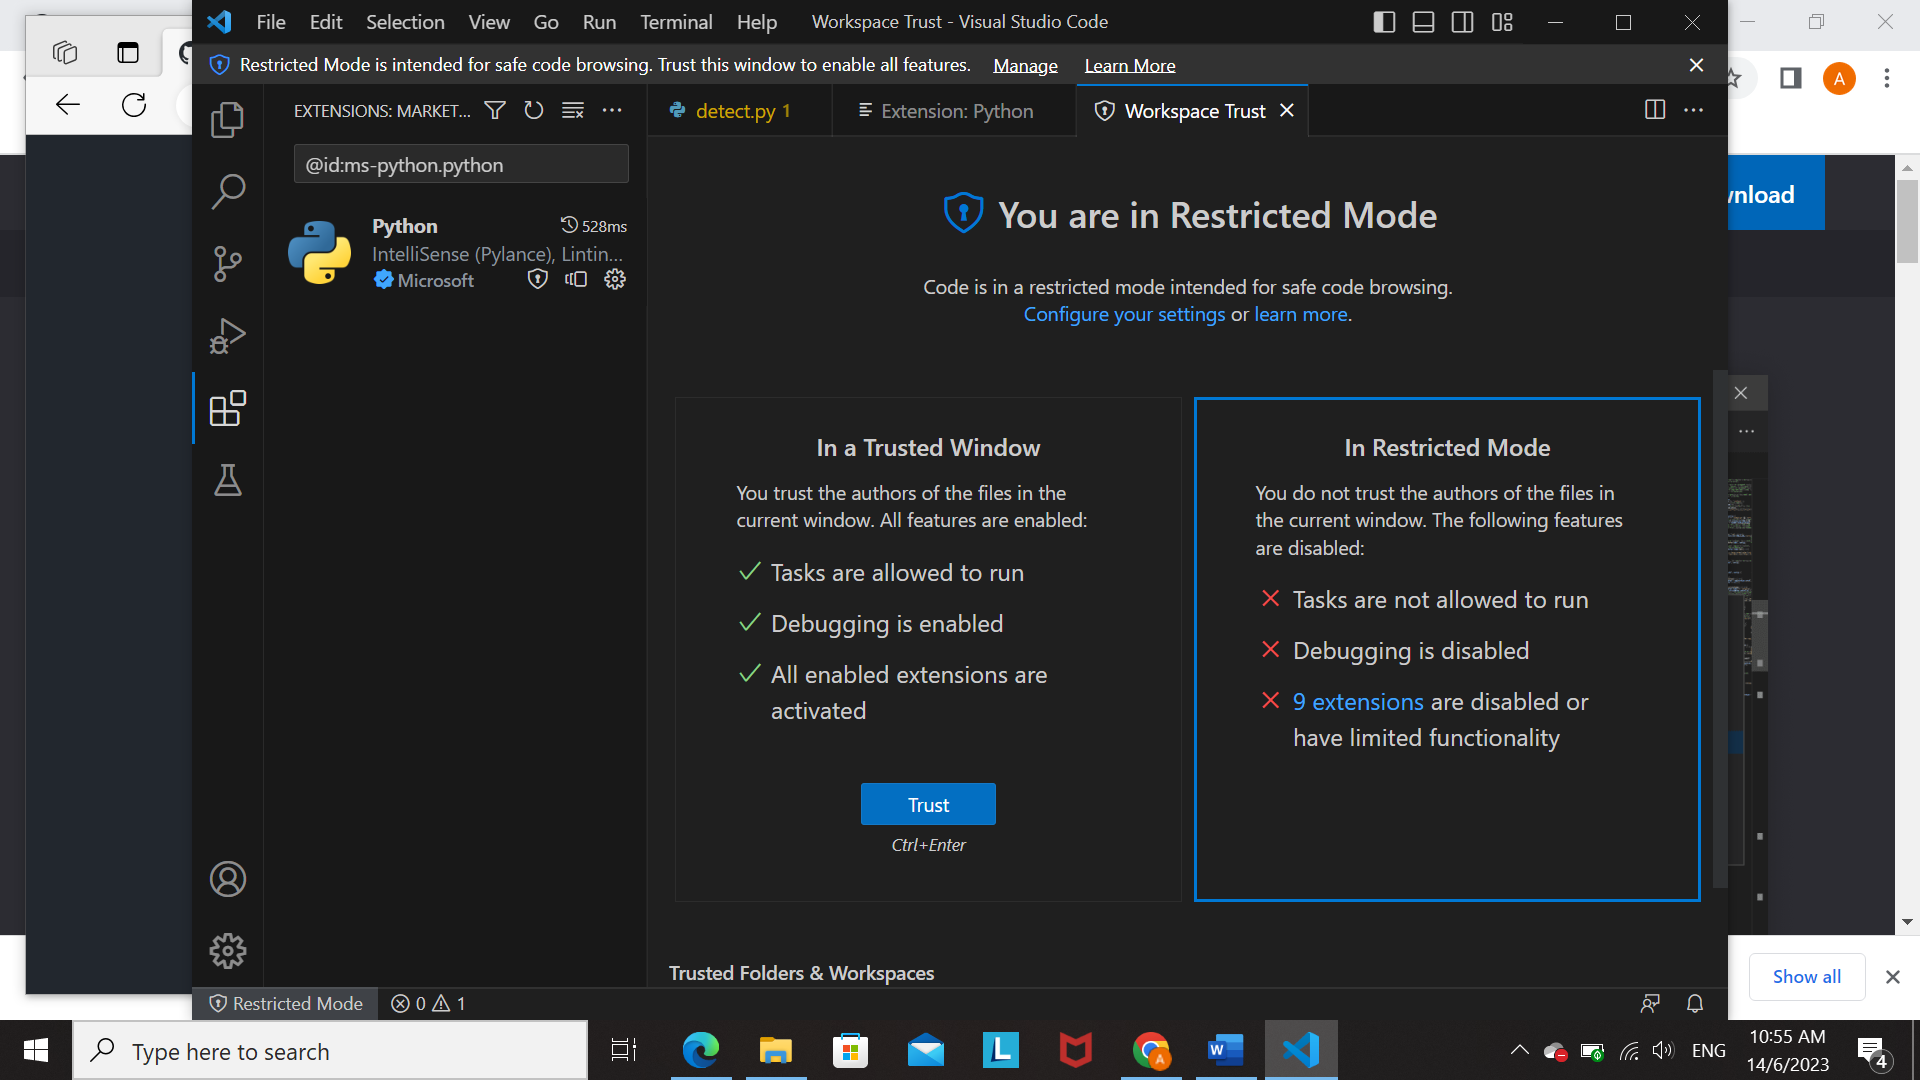 File Edit Selection View Go Run Terminal Help Workspace Trust - Visual Studio Code
Restricted Mode is intended for safe code browsing. Trust this window to enable all features. Manage Learn More
EXTENSIONS: MARKET...
detect.py 1 Extension: Python Workspace Trust
@id:ms-python.python
Python 528ms
IntelliSense (Pylance), Lintin...
Microsoft
You are in Restricted Mode
Code is in a restricted mode intended for safe code browsing.
Configure your settings or learn more.
In a Trusted Window
You trust the authors of the files in the
current window. All features are enabled:
Tasks are allowed to run
Debugging is enabled
All enabled extensions are
activated
Trust
Ctrl+Enter
In Restricted Mode
You do not trust the authors of the files in
the current window. The following features
are disabled:
Tasks are not allowed to run
Debugging is disabled
9 extensions are disabled or
have limited functionality
Trusted Folders & Workspaces
Restricted Mode 0 1
A
wnload
Show all
Type here to search
L
W
A
ENG
10:55 AM
14/6/2023
4